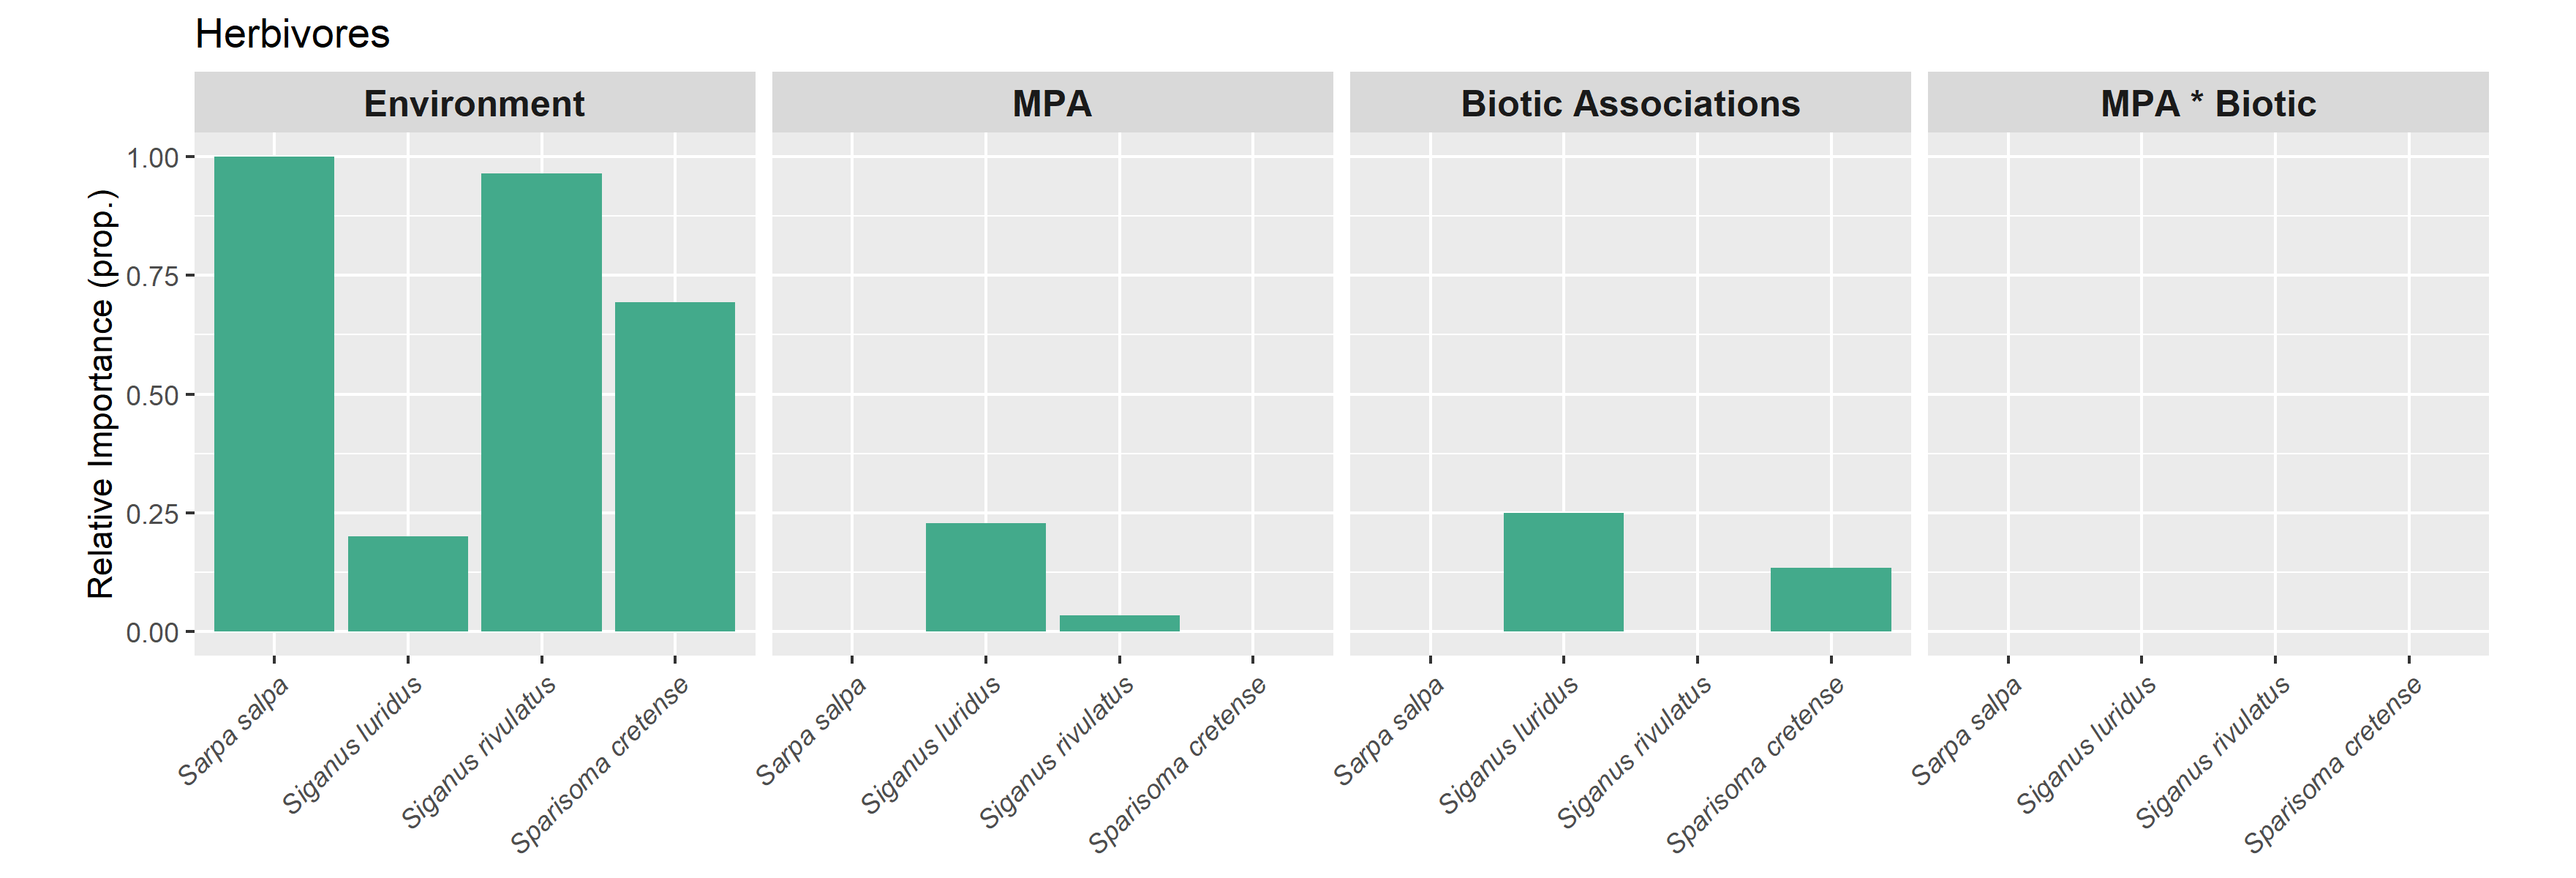 Herbivores
Environment
MPA
Biotic Associations
MPA * Biotic
Relative Importance (prop.)
1.00
0.75
0.50
0.25
0.00
Sarpa salpa
Siganus luridus
Siganus rivulatus
Sparisoma cretense
Sarpa salpa
Siganus luridus
Siganus rivulatus
Sparisoma cretense
Sarpa salpa
Siganus luridus
Siganus rivulatus
Sparisoma cretense
Sarpa salpa
Siganus luridus
Siganus rivulatus
Sparisoma cretense